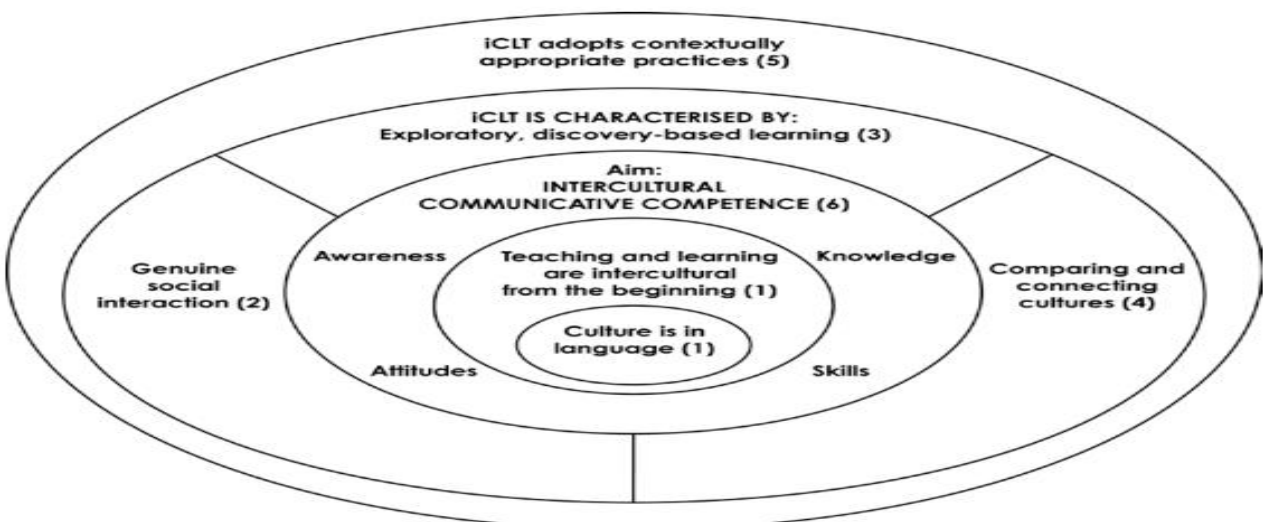 iCLT adopts contextually
appropriate practices (5)
iCLT IS CHARACTERISED BY:
Exploratory, discovery-based learning (3)
Aim:
INTERCULTURAL
COMMUNICATIVE COMPETENCE (6)
Awareness
Teaching and learning
are intercultural
from the beginning (1)
Knowledge
Genuine
social
interaction (2)
Comparing and
connecting
cultures (4)
Culture is in
language (1)
Attitudes
Skills